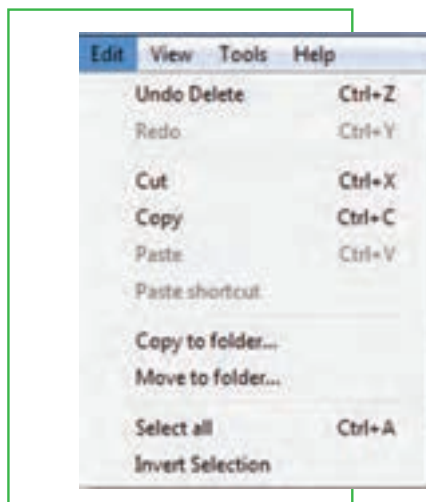 Edit View Tools Help
Undo Delete Ctrl+Z
Redo Ctrl+Y
Cut Ctrl+X
Copy Ctrl+C
Paste Ctrl+V
Paste shortcut
Copy to folder...
Move to folder...
Select all Ctrl+A
Invert Selection